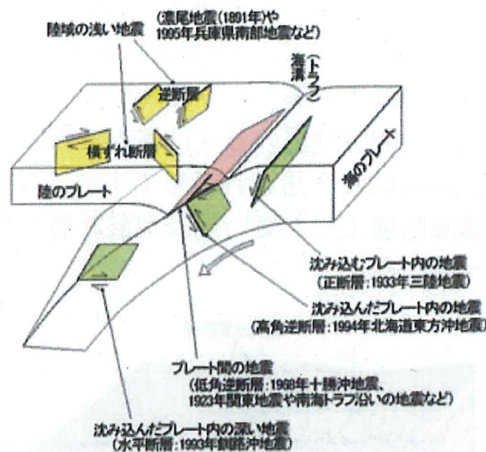 陸域の浅い地震
(濃尾地震(1891年)や
1995年兵庫県南部地震など)
海溝
(トラフ)
逆断層
横ずれ断層
陸のプレート
海のプレート
沈み込むプレート内の地震
(正断層:1933年三陸地震)
沈み込んだプレート内の地震
(高角逆断層:1994年北海道東方沖地震)
プレート間の地震
(低角逆断層:1968年十勝沖地震、
1923年関東地震や南海トラフ沿いの地震など)
沈み込んだプレート内の深い地震
(水平断層:1993年釧路沖地震)